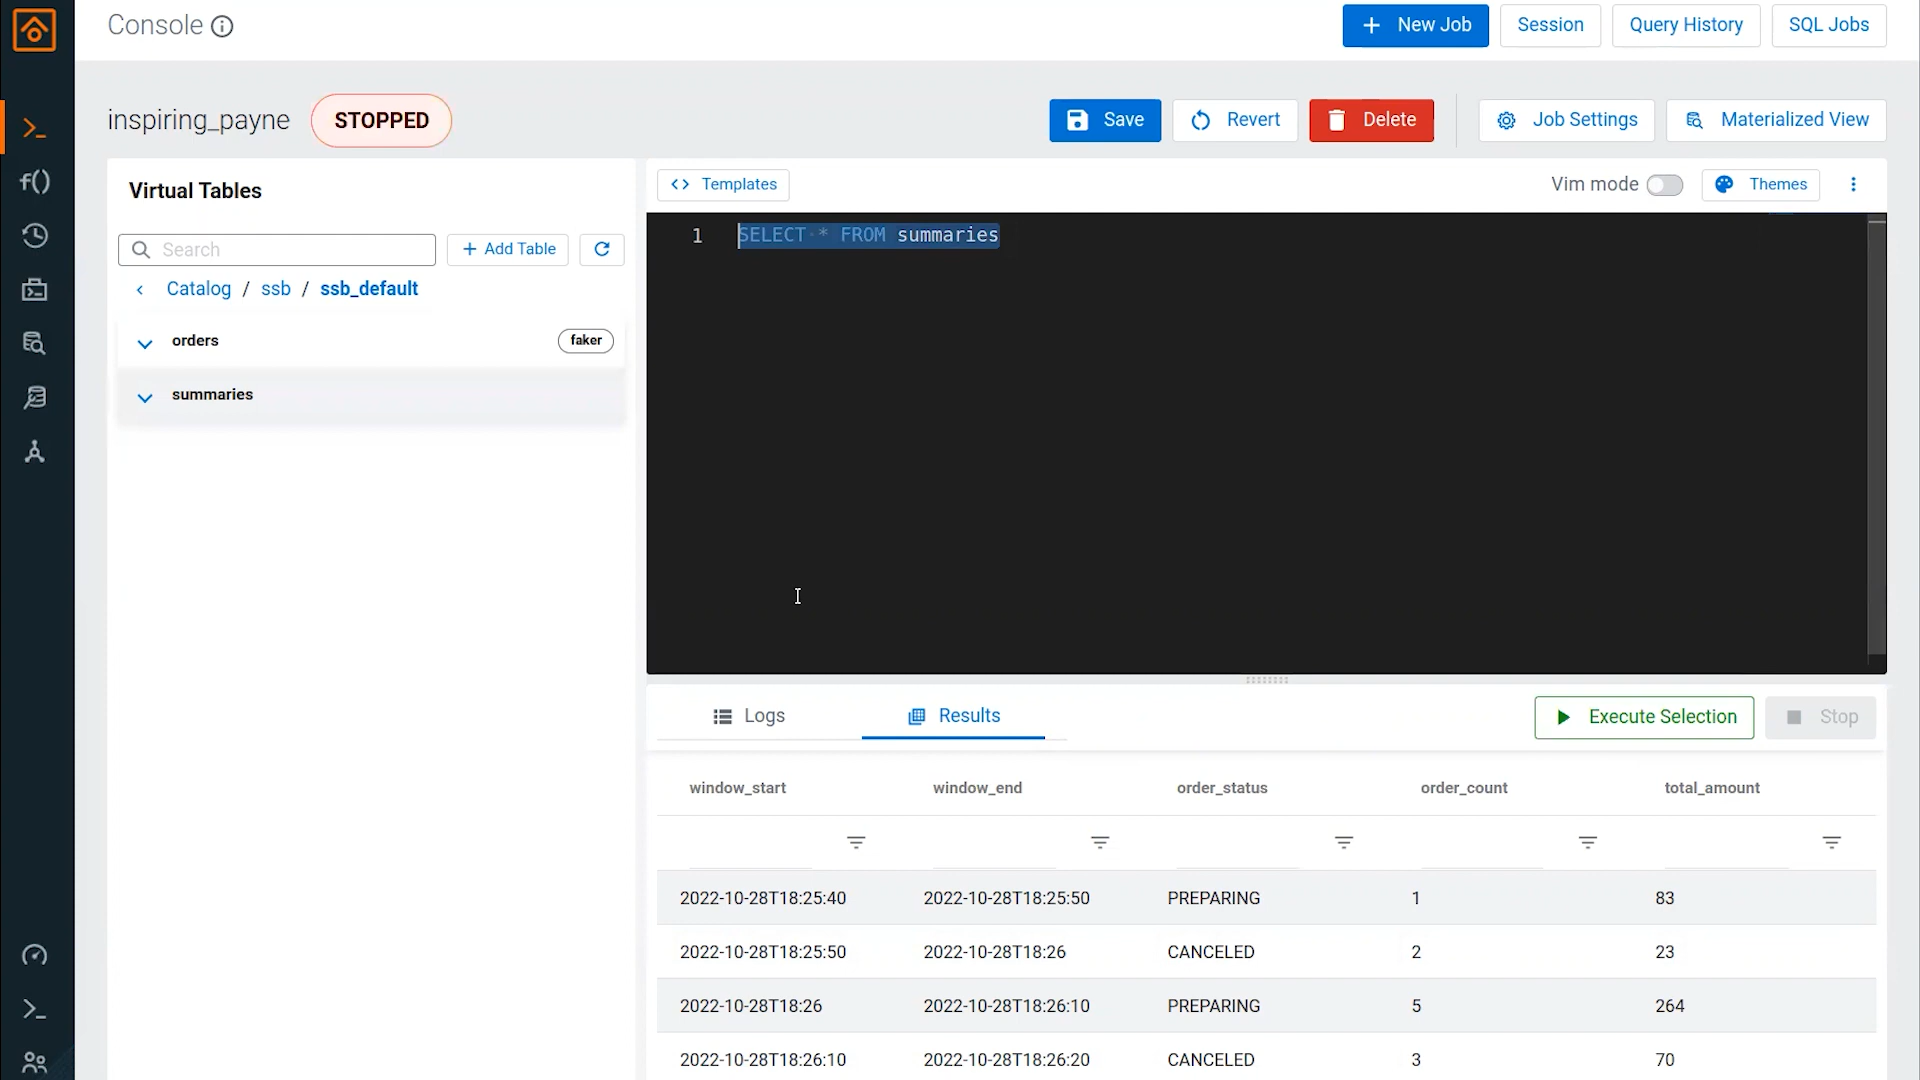 Console
New Job
Session
Query History
SQL Jobs
inspiring_payne
STOPPED
Save
Revert
Delete
Job Settings
Materialized View
Virtual Tables
Search
Add Table
Catalog / ssb / ssb_default
orders
faker
summaries
Templates
Vim mode
Themes
1 SELECT * FROM summaries
Logs
Results
Execute Selection
Stop
window_start window_end order_status order_count total_amount
2022-10-28T18:25:40 2022-10-28T18:25:50 PREPARING 1 83
2022-10-28T18:25:50 2022-10-28T18:26 CANCELED 2 23
2022-10-28T18:26 2022-10-28T18:26:10 PREPARING 5 264
2022-10-28T18:26:10 2022-10-28T18:26:20 CANCELED 3 70